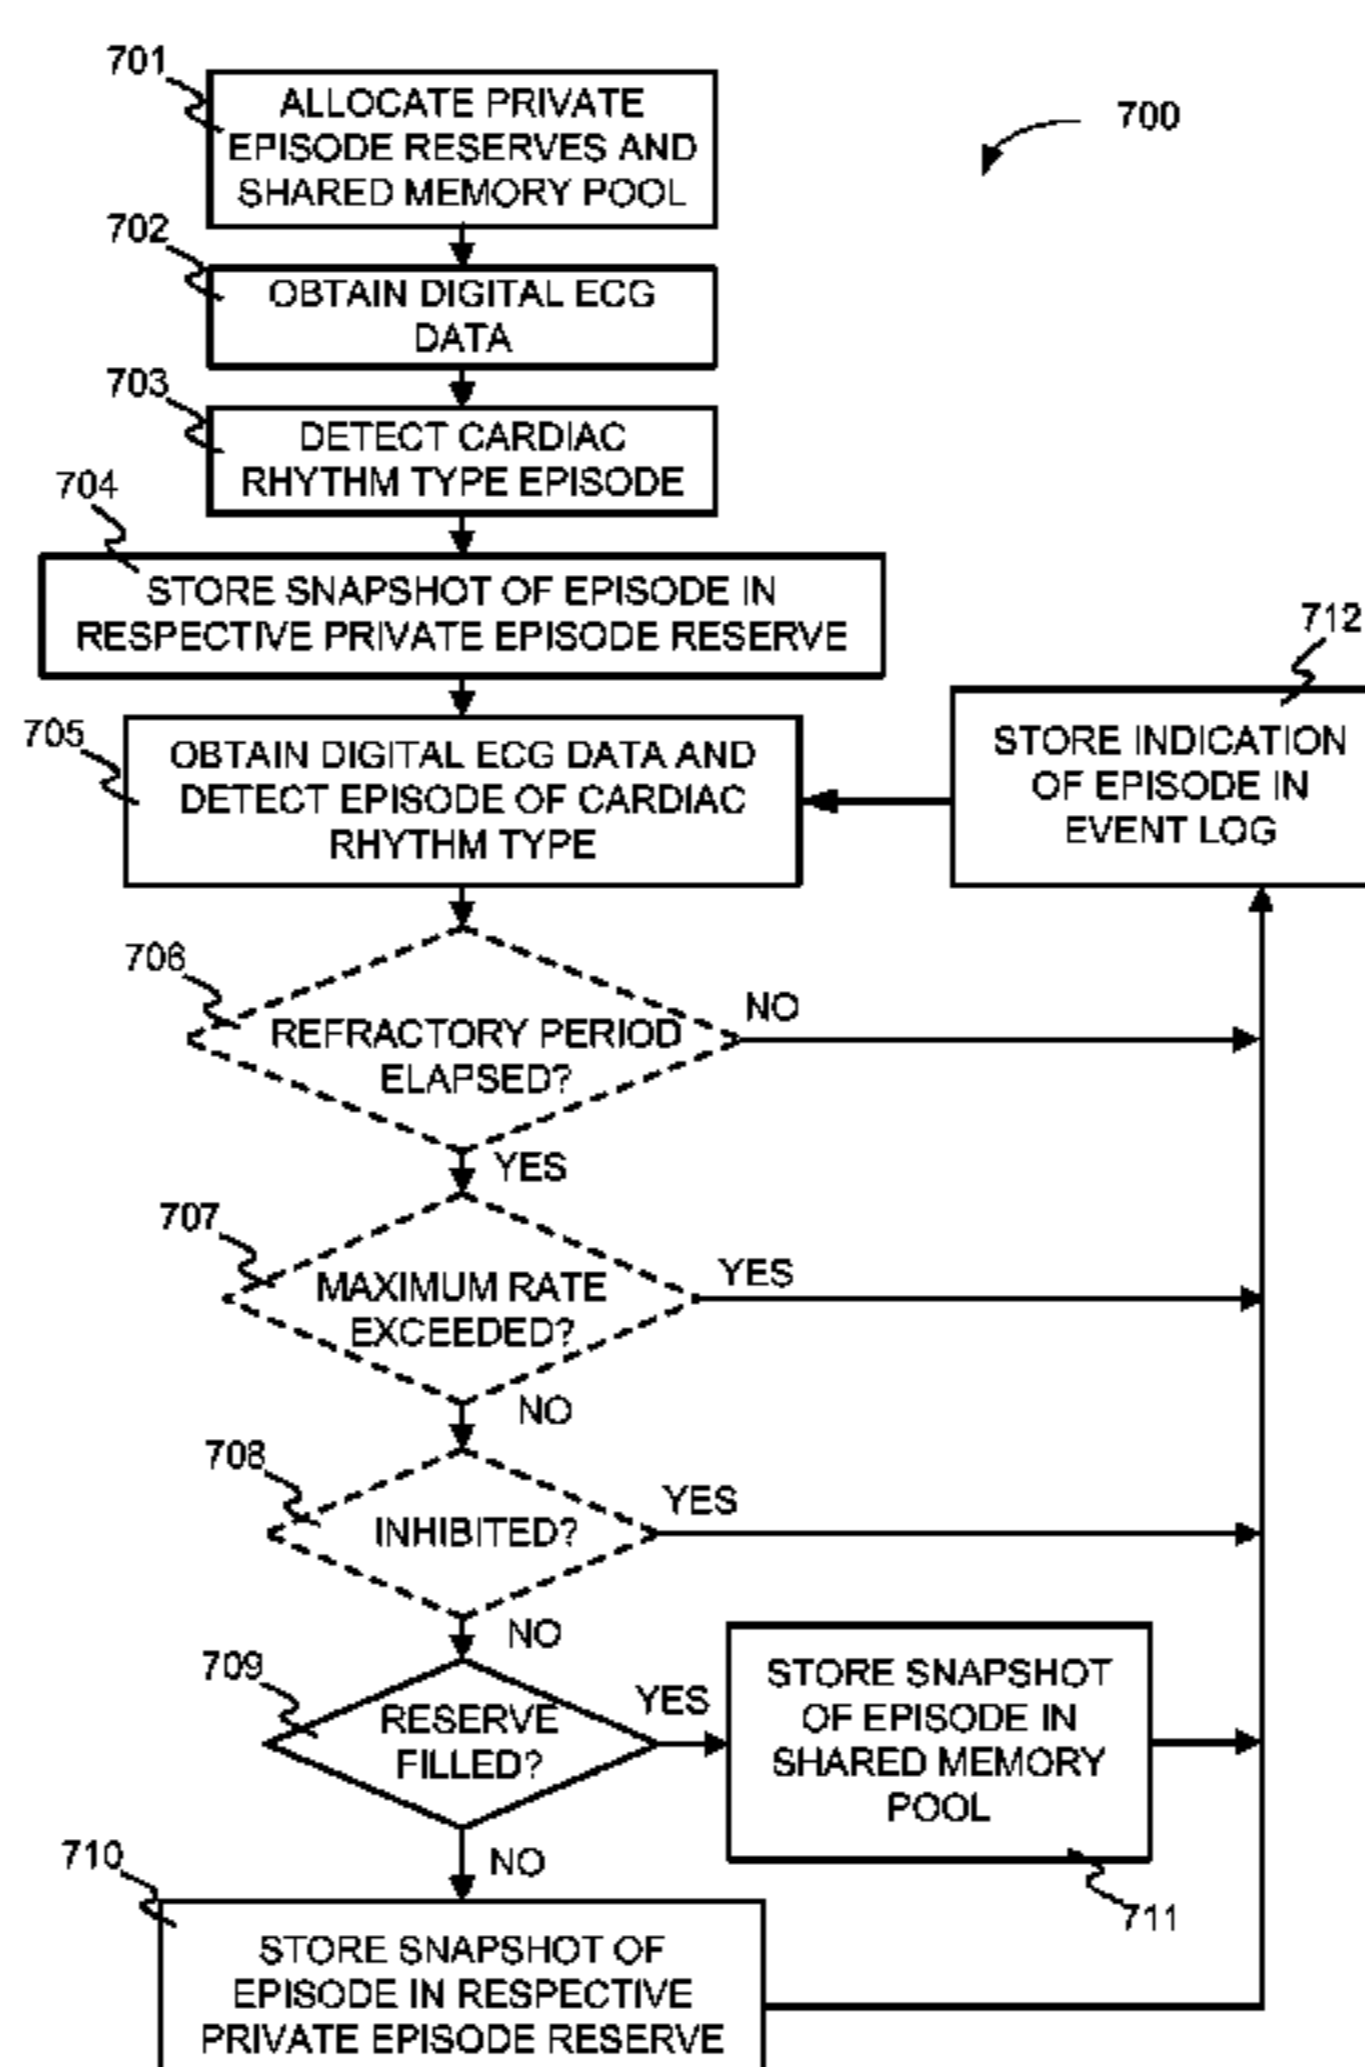 701
ALLOCATE PRIVATE
EPISODE RESERVES AND
SHARED MEMORY POOL
700
702
OBTAIN DIGITAL ECG
DATA
703
DETECT CARDIAC
RHYTHM TYPE EPISODE
704
STORE SNAPSHOT OF EPISODE IN
RESPECTIVE PRIVATE EPISODE RESERVE
712
STORE INDICATION
OF EPISODE IN
EVENT LOG
705
OBTAIN DIGITAL ECG DATA AND
DETECT EPISODE OF CARDIAC
RHYTHM TYPE
706
REFRACTORY PERIOD
ELAPSED?
NO
YES
707
MAXIMUM RATE
EXCEEDED?
YES
NO
708
INHIBITED?
YES
NO
709
RESERVE
FILLED?
YES
STORE SNAPSHOT
OF EPISODE IN
SHARED MEMORY
POOL
711
NO
710
STORE SNAPSHOT OF
EPISODE IN RESPECTIVE
PRIVATE EPISODE RESERVE